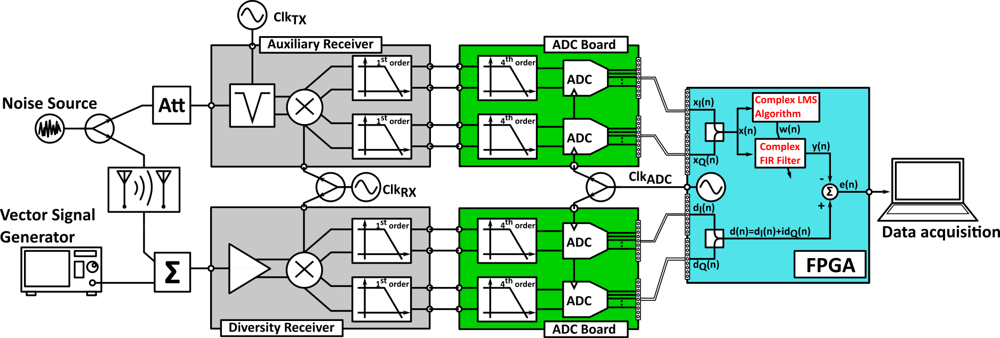 Clk_TX
Auxiliary Receiver
ADC Board
1st order
4th order
ADC
Noise Source
Att
1st order
4th order
ADC
xI(n)
xQ(n)
x(n)
Complex LMS
Algorithm
w(n)
Complex
FIR Filter
y(n)
-
Σ
e(n)
+
ClkRX
ClkADC
Vector Signal
Generator
Σ
1st order
4th order
ADC
dI(n)
dQ(n)
d(n)=dI(n)+idQ(n)
FPGA
Data acquisition
1st order
4th order
ADC
Diversity Receiver
ADC Board